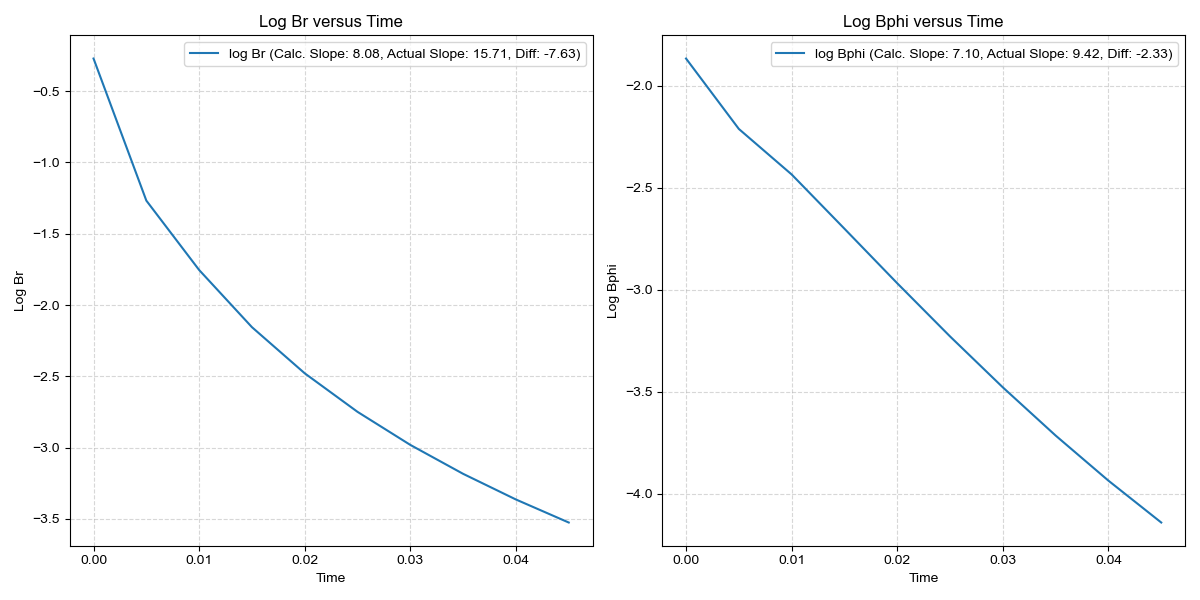 Log Br versus Time
log Br (Calc. Slope: 8.08, Actual Slope: 15.71, Diff: -7.63)
−0.5
−1.0
−1.5
−2.0
−2.5
−3.0
−3.5
Log Br
0.00
0.01
0.02
0.03
0.04
Time
Log Bphi versus Time
log Bphi (Calc. Slope: 7.10, Actual Slope: 9.42, Diff: -2.33)
−2.0
−2.5
−3.0
−3.5
−4.0
Log Bphi
0.00
0.01
0.02
0.03
0.04
Time